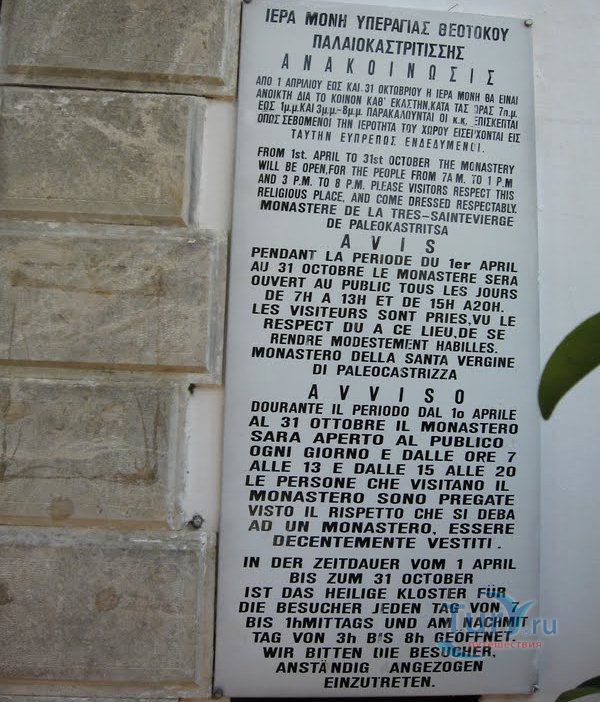 ΙΕΡΑ ΜΟΝΗ ΥΠΕΡΑΓΙΑΣ ΘΕΟΤΟΚΟΥ
ΠΑΛΑΙΟΚΑΣΤΡΙΤΙΣΣΗΣ
ΑΝΑΚΟΙΝΩΣΙΣ
ΑΠΟ 1 ΑΠΡΙΛΙΟΥ ΕΩΣ ΚΑΙ 31 ΟΚΤΩΒΡΙΟΥ Η ΙΕΡΑ ΜΟΝΗ ΘΑ ΕΙΝΑΙ
ΑΝΟΙΚΤΗ ΔΙΑ ΤΟ ΚΟΙΝΟΝ ΚΑΘ' ΕΚΑΣΤΗΝ,ΚΑΤΑ ΤΑΣ ΩΡΑΣ 7π.μ.
ΕΩΣ 1μ.μ.ΚΑΙ 3μ.μ.-8μ.μ. ΠΑΡΑΚΑΛΟΥΝΤΑΙ ΟΙ κ.κ. ΕΠΙΣΚΕΠΤΑΙ
ΟΠΩΣ ΣΕΒΟΜΕΝΟΙ ΤΗΝ ΙΕΡΟΤΗΤΑ ΤΟΥ ΧΩΡΟΥ ΕΙΣΕΡΧΟΝΤΑΙ ΕΙΣ
ΤΑΥΤΗΝ ΕΥΠΡΕΠΩΣ ΕΝΔΕΔΥΜΕΝΟΙ.
FROM 1st. APRIL TO 31st OCTOBER THE MONASTERY
WILL BE OPEN,FOR THE PEOPLE FROM 7A M. TO 1 P M
AND 3 P.M. TO 8 P.M. PLEASE VISITORS RESPECT THIS
RELIGIOUS PLACE, AND COME DRESSED RESPECTABLY.
MONASTERE DE LA TRES-SAINTEVIERGE
DE PALEOKASTRITSA
AVIS
PENDANT LA PERIODE DU 1er APRIL
AU 31 OCTOBRE LE MONASTERE SERA
OUVERT AU PUBLIC TOUS LES JOURS
DE 7H A 13H ET DE 15H A20H.
LES VISITEURS SONT PRIES,VU LE
RESPECT DU A CE LIEU,DE SE
RENDRE MODESTEMENT HABILLES.
MONASTERO DELLA SANTA VERGINE
DI PALEOCASTRIZZA
AVVISO
DOURANTE IL PERIODO DAL 1o APRILE
AL 31 OTTOBRE IL MONASTERO
SARA APERTO AL PUBLICO
OGNI GIORNO E DALLE ORE 7
ALLE 13 E DALLE 15 ALLE 20
LE PERSONE CHE VISITANO IL
MONASTERO SONO PREGATE
VISTO IL RISPETTO CHE SI DEBA
AD UN MONASTERO, ESSERE
DECENTEMENTE VESTITI.
IN DER ZEITDAUER VOM 1 APRIL
BIS ZUM 31 OCTOBER
IST DAS HEILIGE KLOSTER FÜR
DIE BESUCHER JEDEN TAG VON 7
BIS 1hMITTAGS UND AM NACHMIT
TAG VON 3h BIS 8h GEÖFFNET.
WIR BITTEN DIE BESUCHER,
ANSTÄNDIG ANGEZOGEN
EINZUTRETEN.
Turv.ru
путешествия